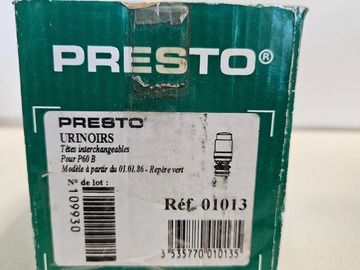 PRESTO®
PRESTO®
URINOIRS
Têtes interchangeables
Pour P60 B
Modèle à partir du 01.01.86 - Repère vert
N° de lot :
109930
Réf. 01013
3 535770 010135